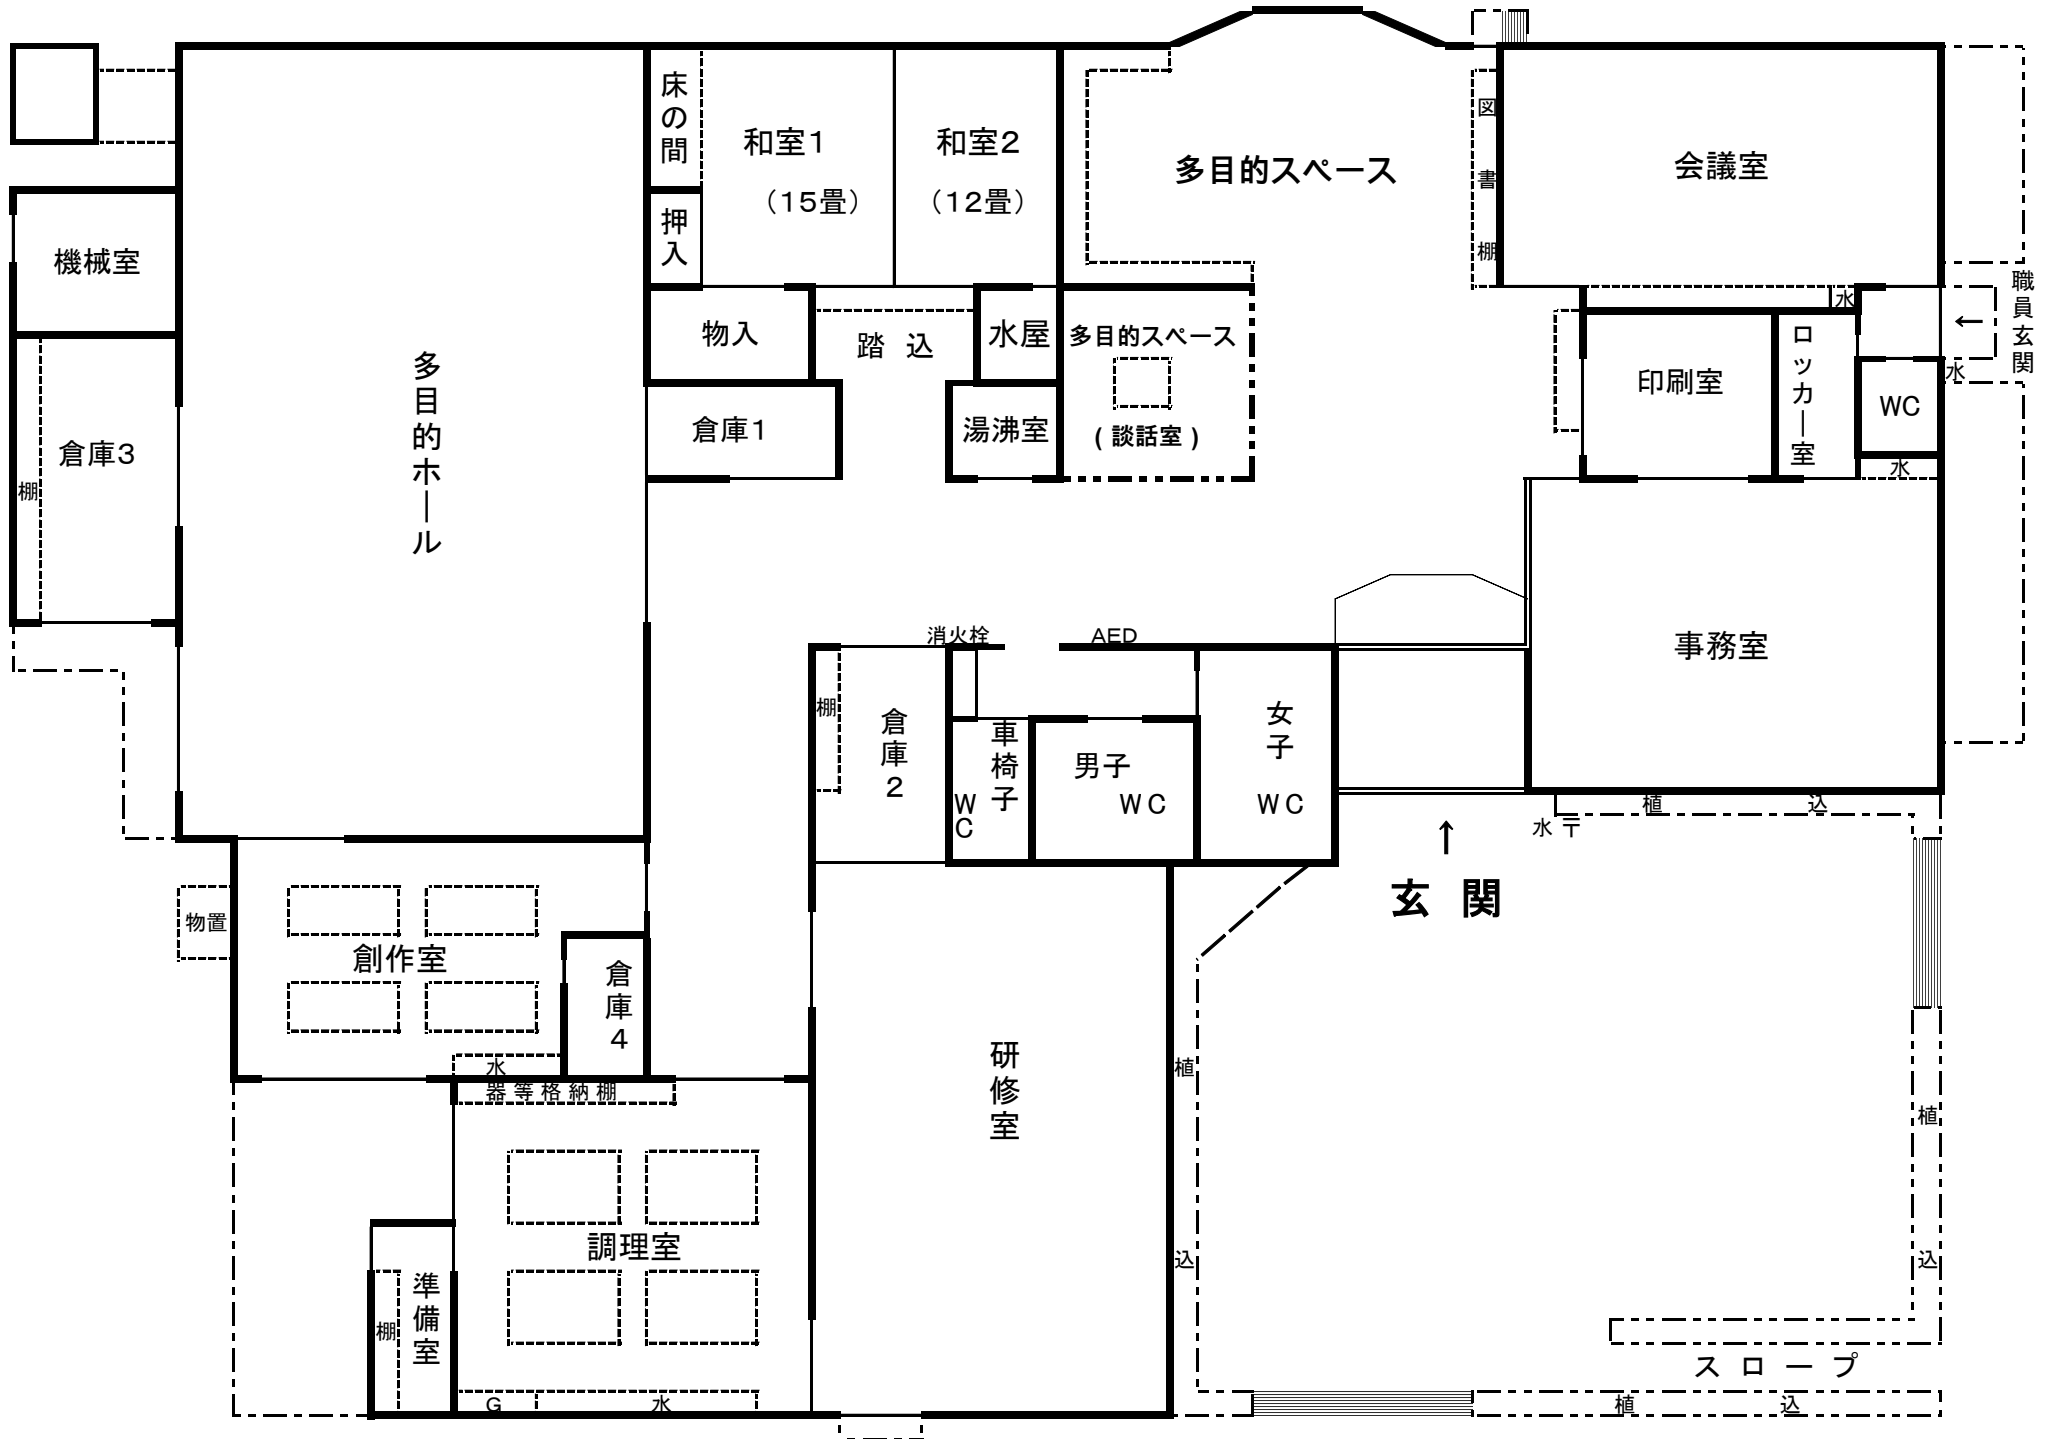 床の間
和室１
（１５畳）
和室２
（１２畳）
多目的スペース
図書棚
会議室
押入
機械室
物入
踏込
水屋
多目的スペース
（談話室）
水
職員玄関
←
水
印刷室
ロッカー室
WC
水
多目的ホール
倉庫３
棚
倉庫１
湯沸室
消火栓
AED
事務室
棚
倉庫２
車椅子
WC
男子
WC
女子
WC
植込
水 〒
↑
玄関
物置
創作室
倉庫４
水
器等格納棚
研修室
植込
植込
調理室
準備室
棚
G
水
スロープ
植込